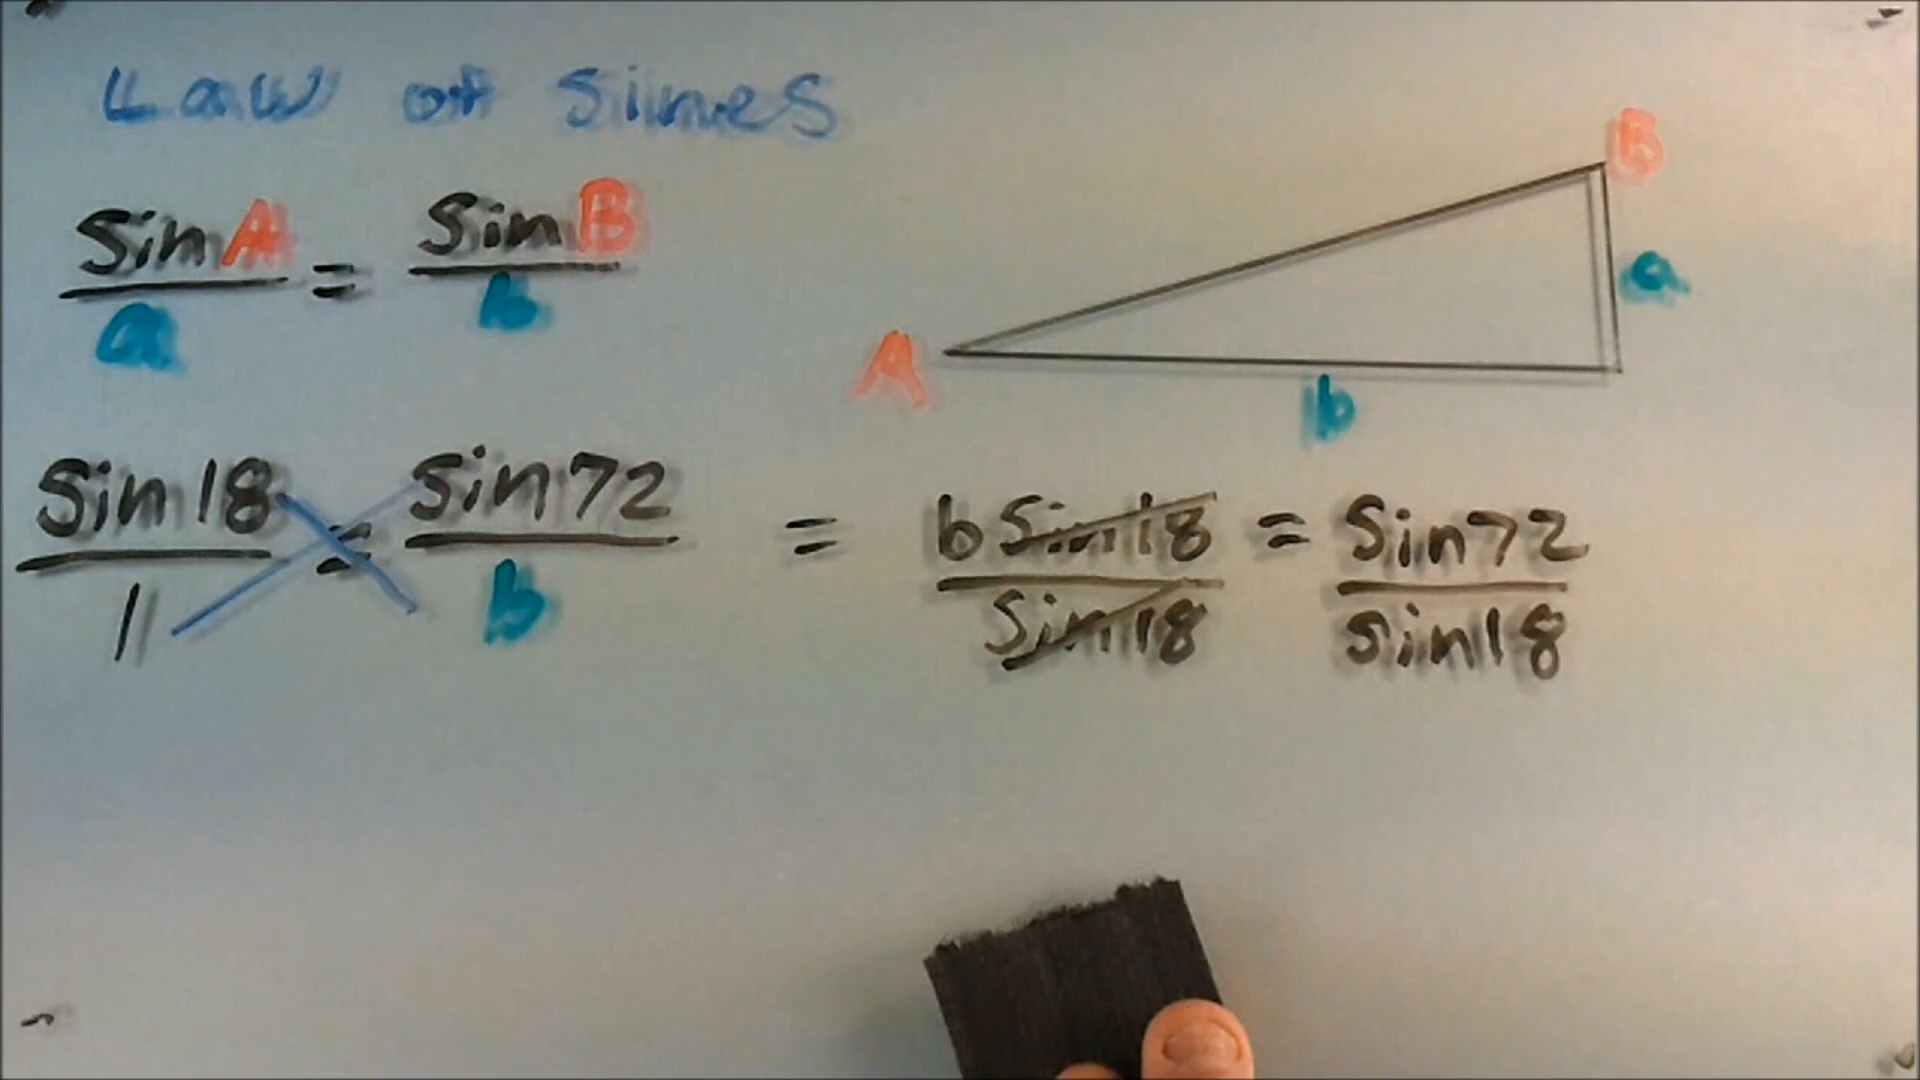 Law of Sines
sin A / a = sin B / b
B
a
A
b
sin 18 / 1 = sin 72 / b = b sin 18 / sin 18 = sin 72 / sin 18